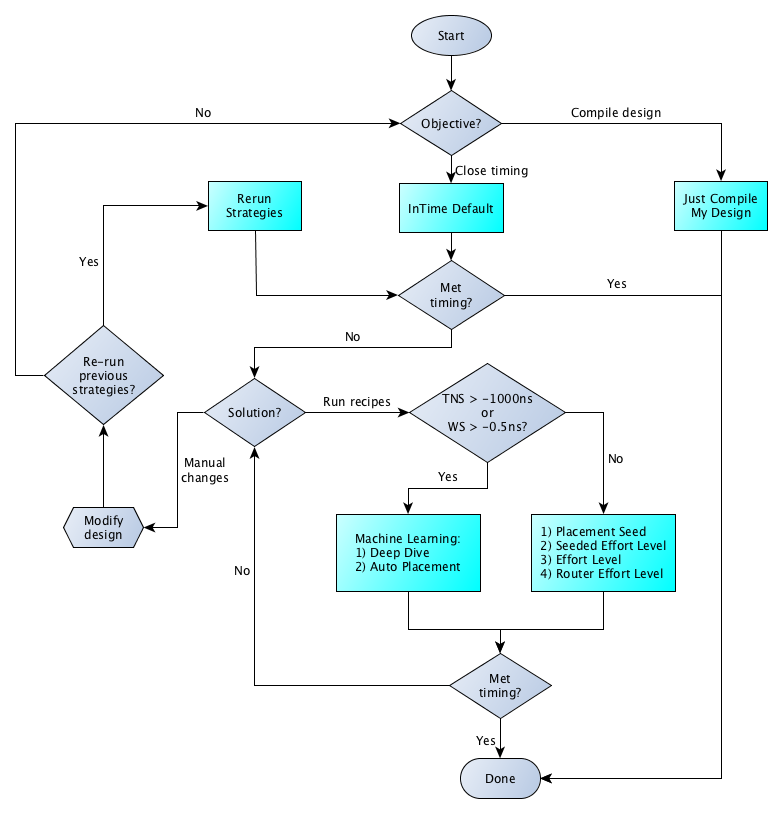 Start
Objective?
No
Compile design
Close timing
Rerun
Strategies
InTime Default
Just Compile
My Design
Yes
Met
timing?
Yes
No
Re-run
previous
strategies?
Solution?
Run recipes
TNS > -1000ns
or
WS > -0.5ns?
Manual
changes
Yes
No
Modify
design
Machine Learning:
1) Deep Dive
2) Auto Placement
1) Placement Seed
2) Seeded Effort Level
3) Effort Level
4) Router Effort Level
No
Met
timing?
Yes
Done